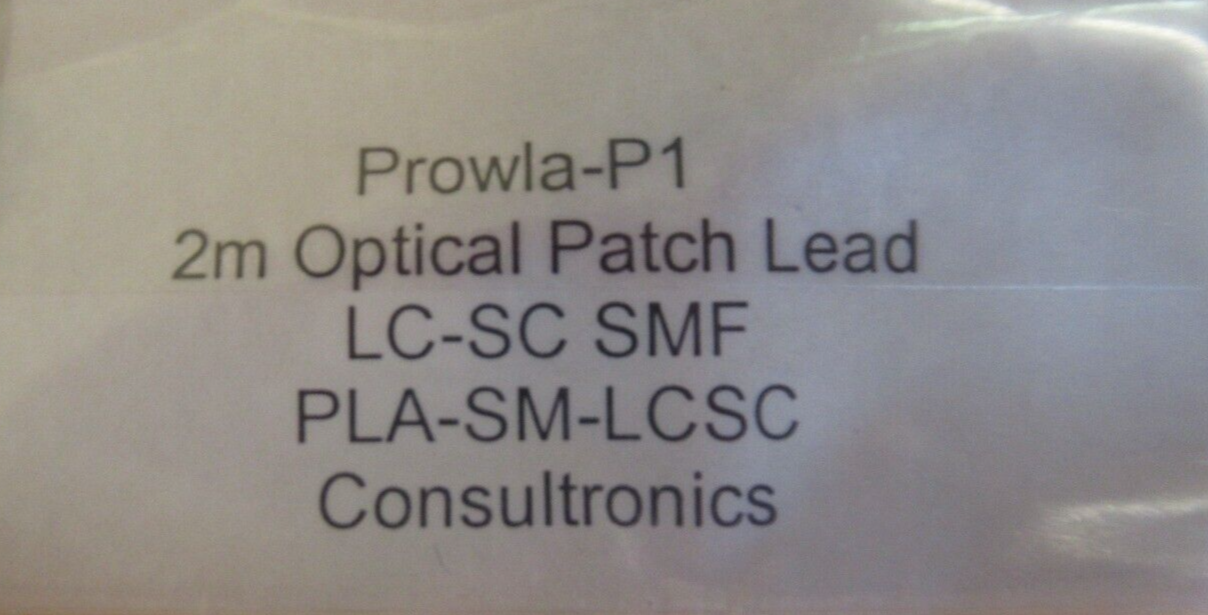 Prowla-P1
2m Optical Patch Lead
LC-SC SMF
PLA-SM-LCSC
Consultronics